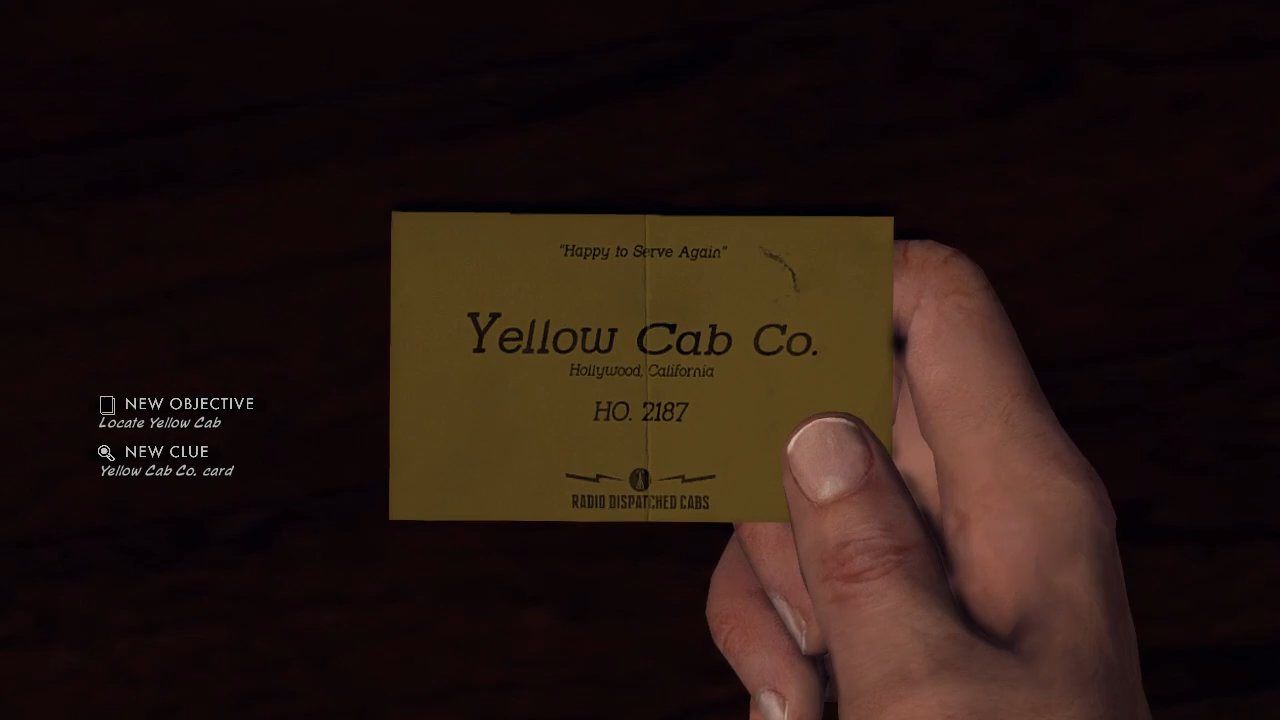 "Happy to Serve Again"
Yellow Cab Co.
Hollywood, California
HO. 2187
RADIO DISPATCHED CABS
NEW OBJECTIVE
Locate Yellow Cab
NEW CLUE
Yellow Cab Co. card